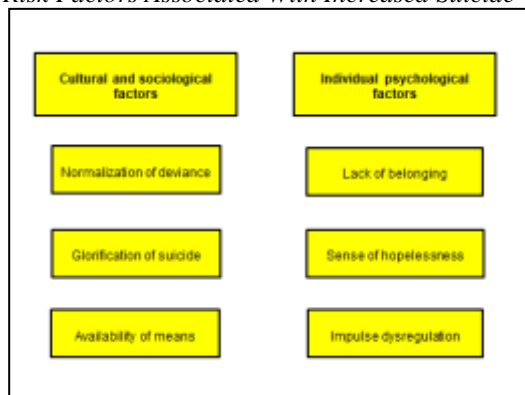 Risk Factors Associated With Increased Suicide
Cultural and sociological
factors
Individual psychological
factors
Normalization of deviance
Lack of belonging
Glorification of suicide
Sense of hopelessness
Availability of means
Impulse dysregulation